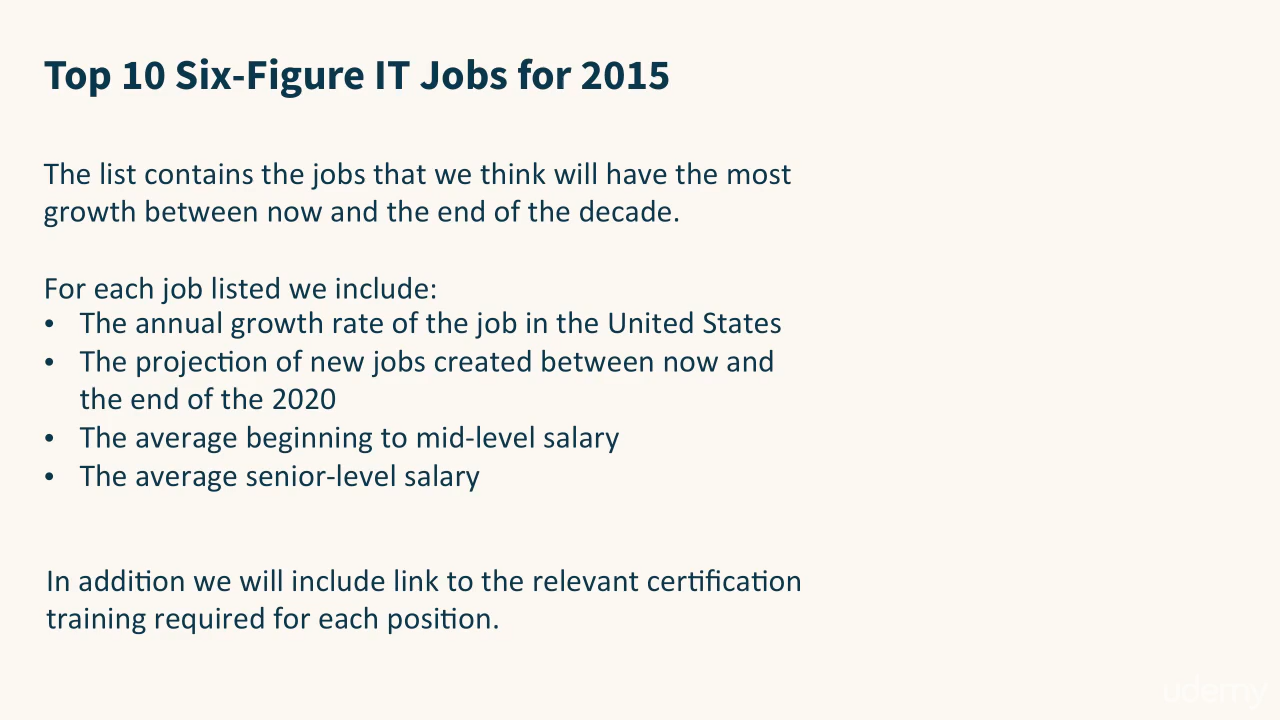 Top 10 Six-Figure IT Jobs for 2015
The list contains the jobs that we think will have the most
growth between now and the end of the decade.
For each job listed we include:
• The annual growth rate of the job in the United States
• The projection of new jobs created between now and
the end of the 2020
• The average beginning to mid-level salary
• The average senior-level salary
In addition we will include link to the relevant certification
training required for each position.
udemy